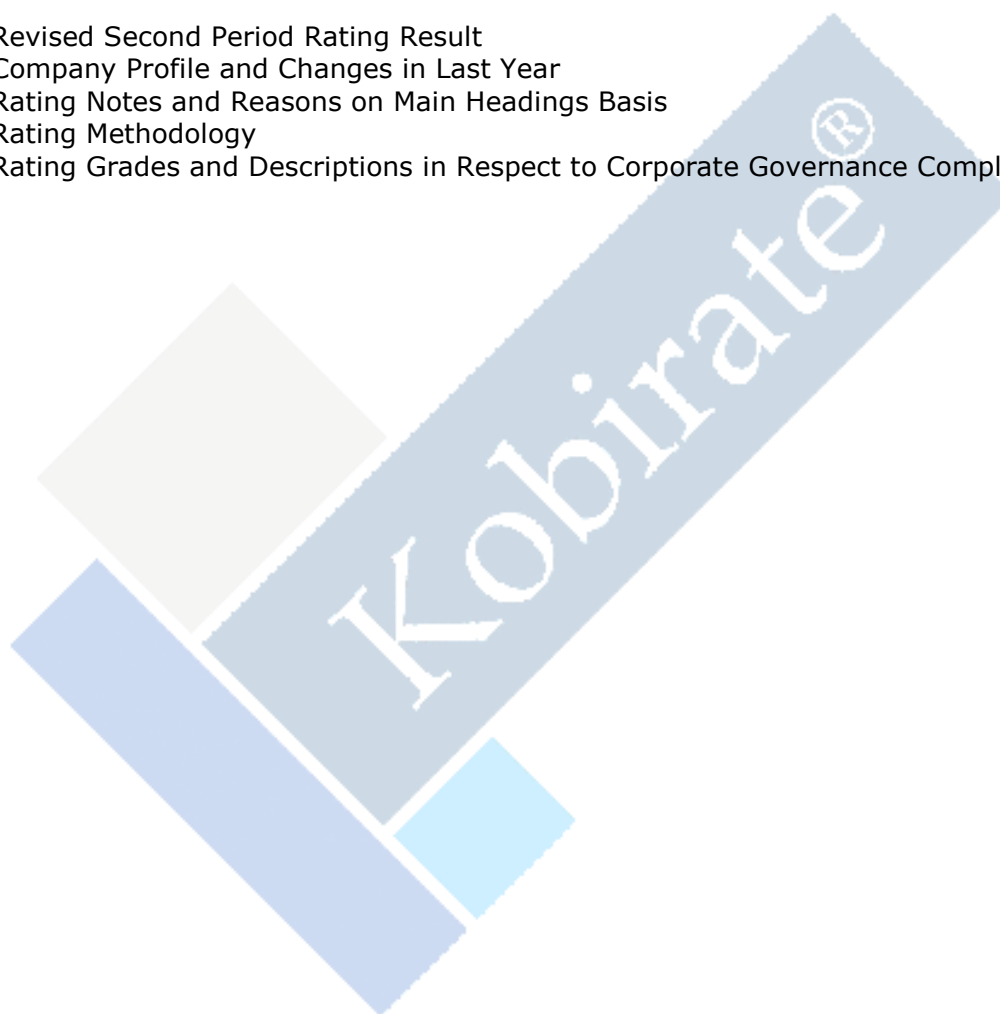 Revised Second Period Rating Result
Company Profile and Changes in Last Year
Rating Notes and Reasons on Main Headings Basis
Rating Methodology
Rating Grades and Descriptions in Respect to Corporate Governance
Kobirate®